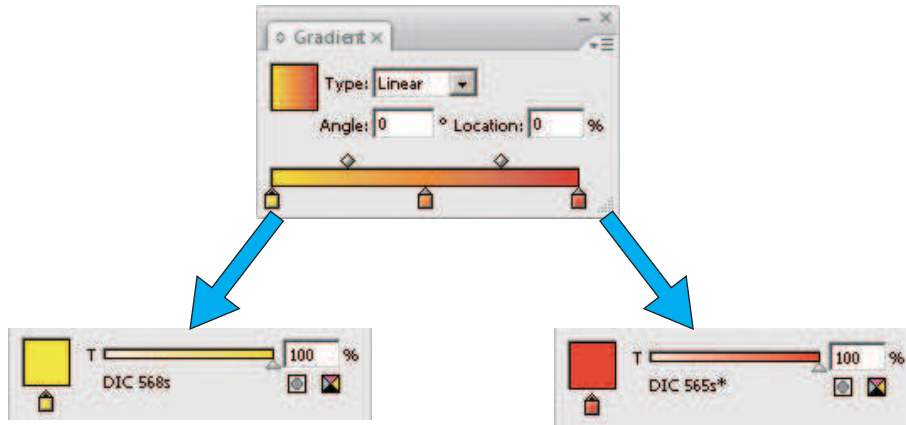 Gradient ×
Type: Linear
Angle: 0 ° Location: 0 %
T 100 %
DIC 568s
T 100 %
DIC 565s*